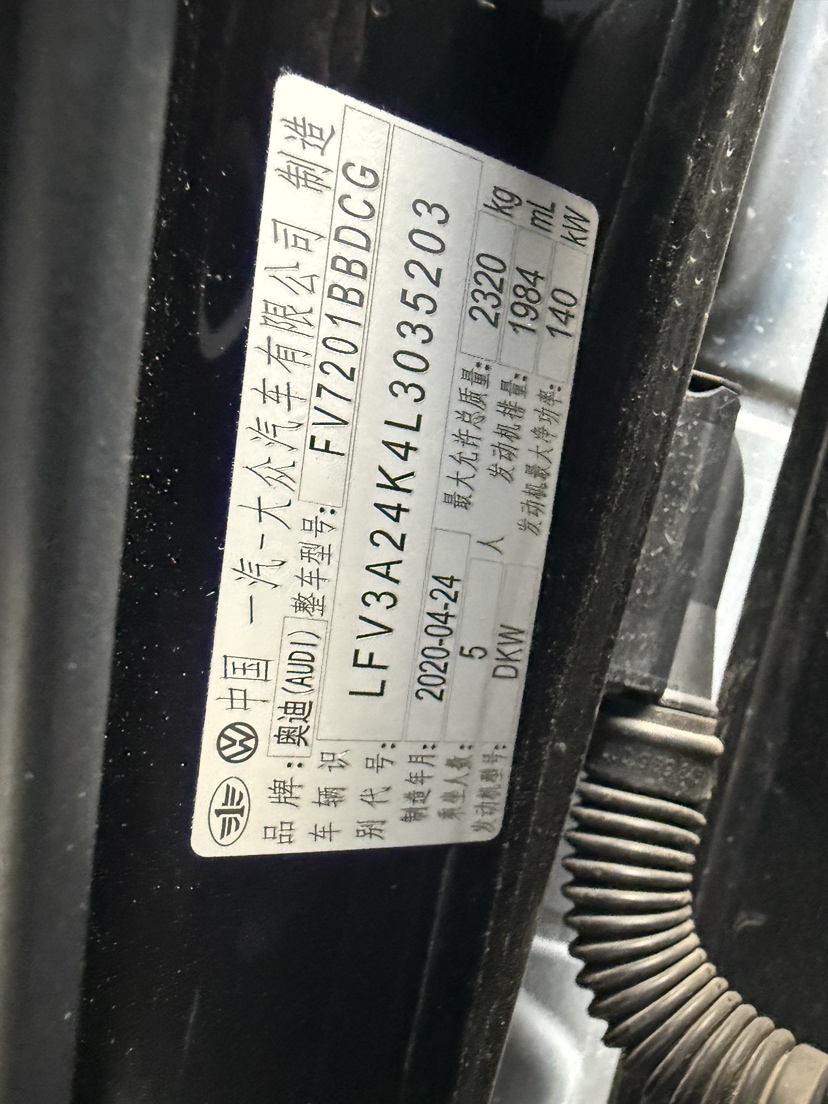 中国 一汽-大众汽车有限公司 制造
品牌: 奥迪(AUDI) 整车型号: FV7201BBDCG
车辆识别代号: LFV3A24K4L3035203
制造年月: 2020-04-24 最大允许总质量: 2320 kg
乘坐人数: 5 人 发动机排量: 1984 mL
发动机型号: DKW 发动机最大净功率: 140 kW